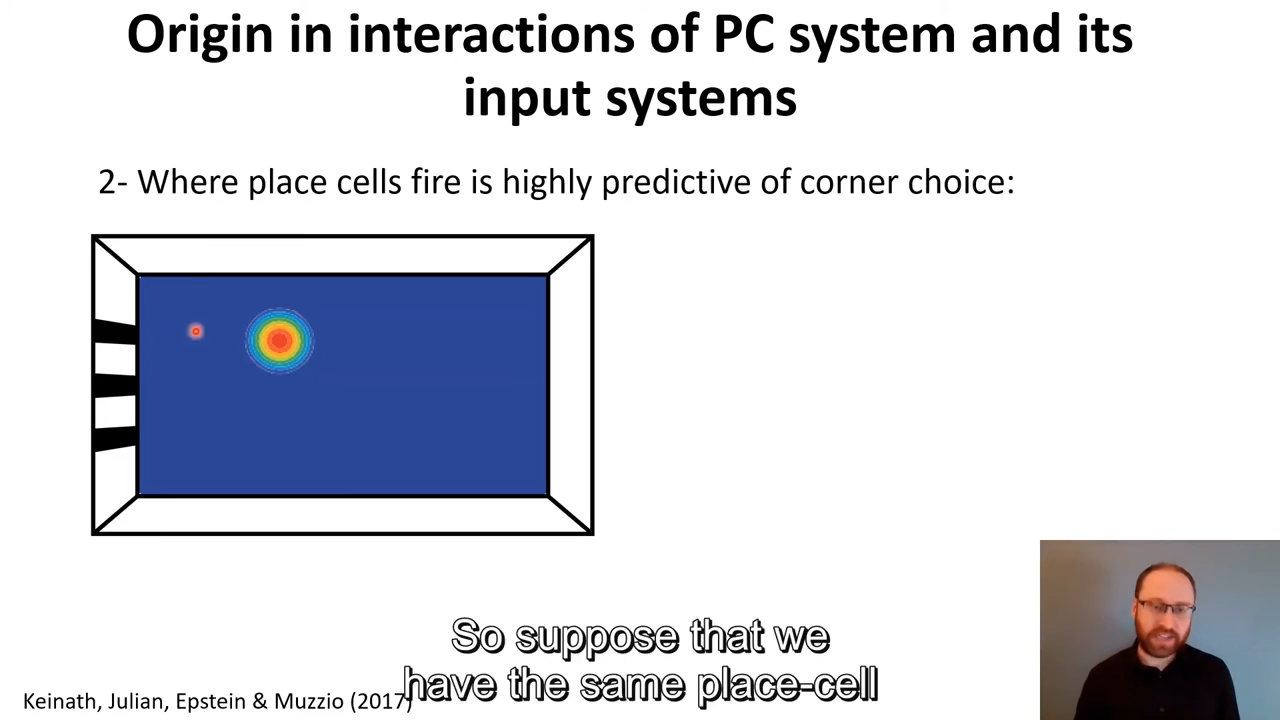 Origin in interactions of PC system and its
input systems
2- Where place cells fire is highly predictive of corner choice:
So suppose that we
have the same place-cell
Keinath, Julian, Epstein & Muzzio (2017)